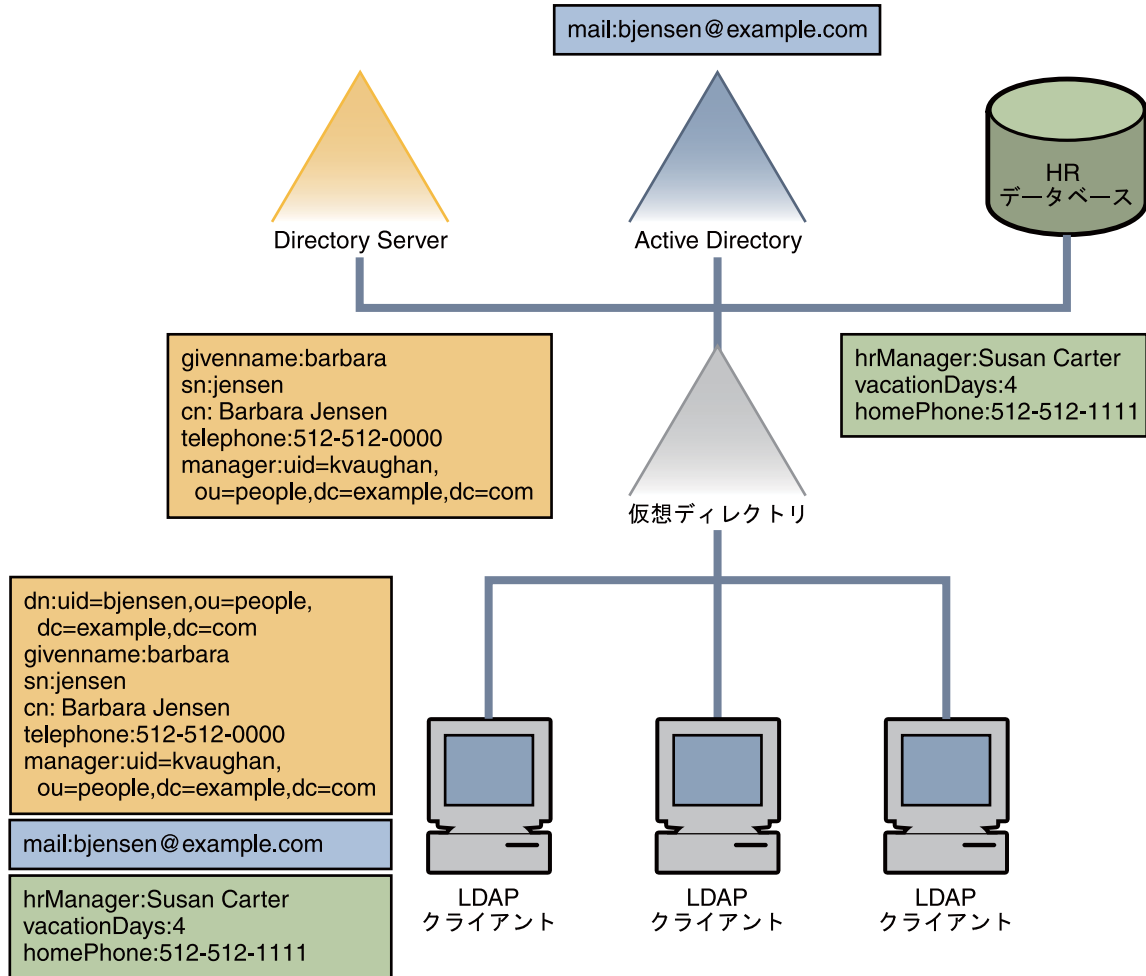 mail:bjensen@example.com
HR
データベース
Directory Server
Active Directory
givenname:barbara
sn:jensen
cn: Barbara Jensen
telephone:512-512-0000
manager:uid=kvaughan,
ou=people,dc=example,dc=com
hrManager:Susan Carter
vacationDays:4
homePhone:512-512-1111
仮想ディレクトリ
dn:uid=bjensen,ou=people,
dc=example,dc=com
givenname:barbara
sn:jensen
cn: Barbara Jensen
telephone:512-512-0000
manager:uid=kvaughan,
ou=people,dc=example,dc=com
mail:bjensen@example.com
hrManager:Susan Carter
vacationDays:4
homePhone:512-512-1111
LDAP
クライアント
LDAP
クライアント
LDAP
クライアント